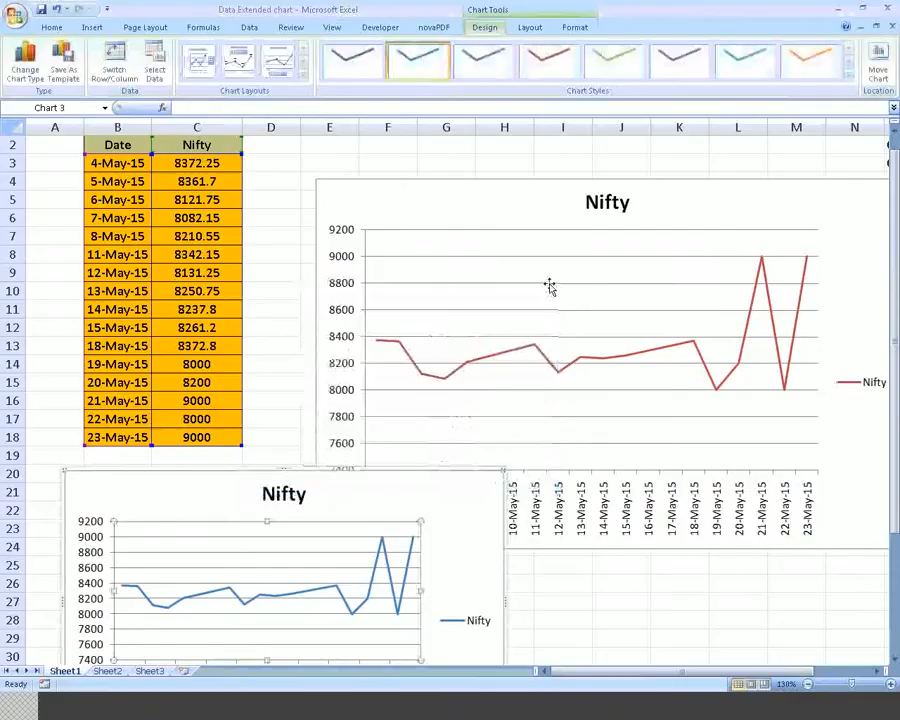 Data Extended chart - Microsoft Excel
Chart Tools
Home Insert Page Layout Formulas Data Review View Developer novaPDF Design Layout Format
Change Chart Type
Save As Template
Switch Row/Column
Select Data
Move Chart
Type Data Chart Layouts Chart Styles Location
Chart 3 fx
A B C D E F G H I J K L M N
2 Date Nifty
3 4-May-15 8372.25
4 5-May-15 8361.7
5 6-May-15 8121.75
6 7-May-15 8082.15
7 8-May-15 8210.55
8 11-May-15 8342.15
9 12-May-15 8131.25
10 13-May-15 8250.75
11 14-May-15 8237.8
12 15-May-15 8261.2
13 18-May-15 8372.8
14 19-May-15 8000
15 20-May-15 8200
16 21-May-15 9000
17 22-May-15 8000
18 23-May-15 9000
19
20
21
22
23
24
25
26
27
28
29
30
Nifty
9200
9000
8800
8600
8400
8200
8000
7800
7600
Nifty
10-May-15 11-May-15 12-May-15 13-May-15 14-May-15 15-May-15 16-May-15 17-May-15 18-May-15 19-May-15 20-May-15 21-May-15 22-May-15 23-May-15
Nifty
9200
9000
8800
8600
8400
8200
8000
7800
7600
7400
Nifty
Sheet1 Sheet2 Sheet3
Ready 130%